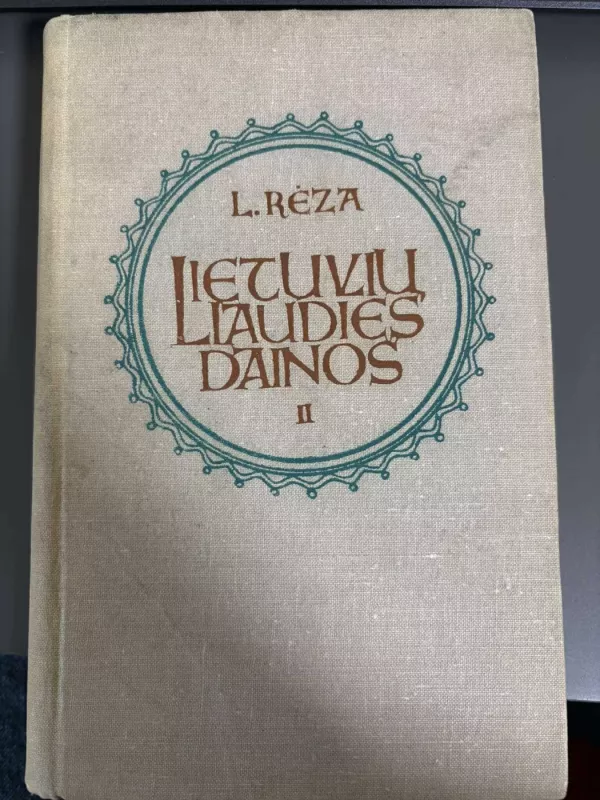 L. RĖZA
LIETUVIŲ
LIAUDIES
DAINOS
II